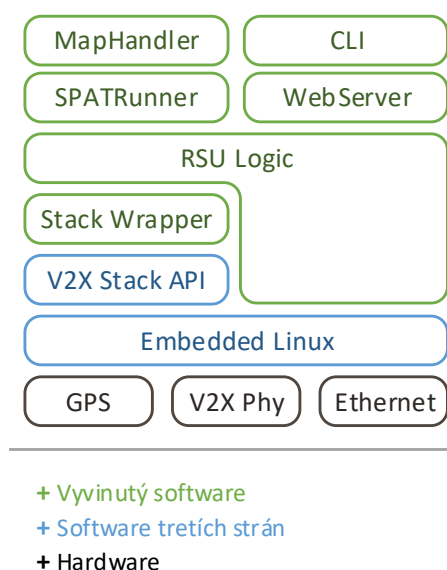 MapHandler CLI
SPATRunner WebServer
RSU Logic
Stack Wrapper
V2X Stack API
Embedded Linux
GPS V2X Phy Ethernet
+ Vyvinutý software
+ Software tretích strán
+ Hardware